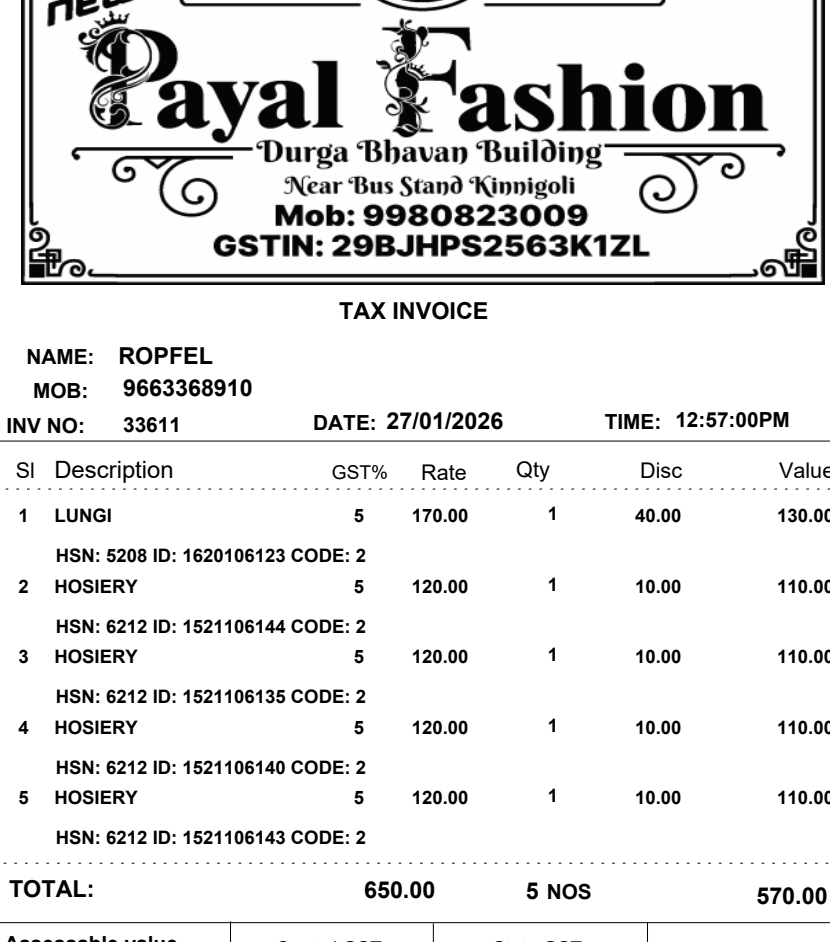 new
Payal Fashion
Durga Bhavan Building
Near Bus Stand Kinnigoli
Mob: 9980823009
GSTIN: 29BJHPS2563K1ZL
TAX INVOICE
NAME: ROPFEL
MOB: 9663368910
INV NO: 33611 DATE: 27/01/2026 TIME: 12:57:00PM
Sl Description GST% Rate Qty Disc Value
1 LUNGI 5 170.00 1 40.00 130.00
HSN: 5208 ID: 1620106123 CODE: 2
2 HOSIERY 5 120.00 1 10.00 110.00
HSN: 6212 ID: 1521106144 CODE: 2
3 HOSIERY 5 120.00 1 10.00 110.00
HSN: 6212 ID: 1521106135 CODE: 2
4 HOSIERY 5 120.00 1 10.00 110.00
HSN: 6212 ID: 1521106140 CODE: 2
5 HOSIERY 5 120.00 1 10.00 110.00
HSN: 6212 ID: 1521106143 CODE: 2
TOTAL: 650.00 5 NOS 570.00